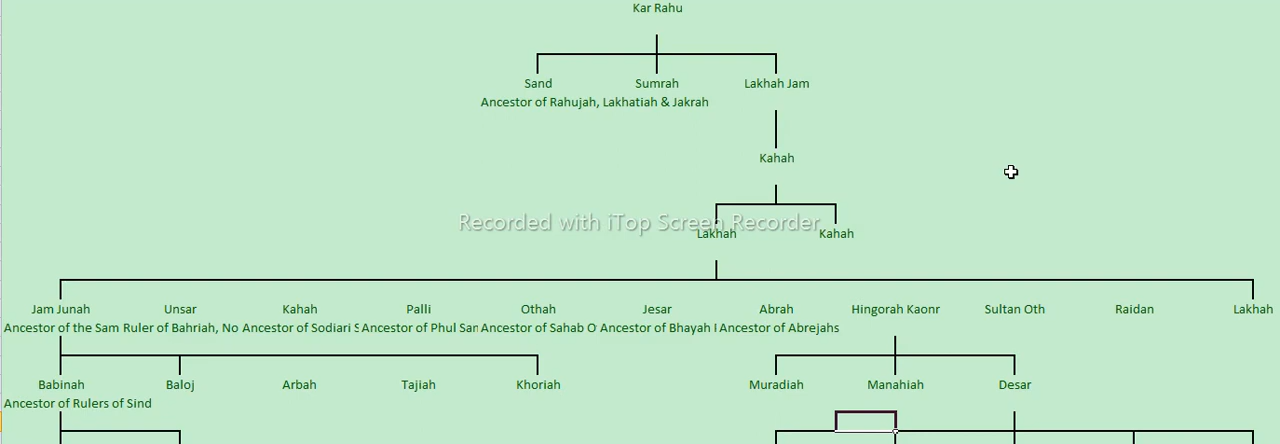 Kar Rahu
Sand Sumrah Lakhah Jam
Ancestor of Rahujah, Lakhatiah & Jakrah
Kahah
Recorded with iTop Screen Recorder
Lakhah Kahah
Jam Junah Unsar Kahah Palli Othah Jesar Abrah Hingorah Kaonr Sultan Oth Raidan Lakhah
Ancestor of the Sam Ruler of Bahriah, No Ancestor of Sodiari S Ancestor of Phul San Ancestor of Sahab O Ancestor of Bhayah I Ancestor of Abrejahs
Babinah Baloj Arbah Tajiah Khoriah Muradiah Manahiah Desar
Ancestor of Rulers of Sind